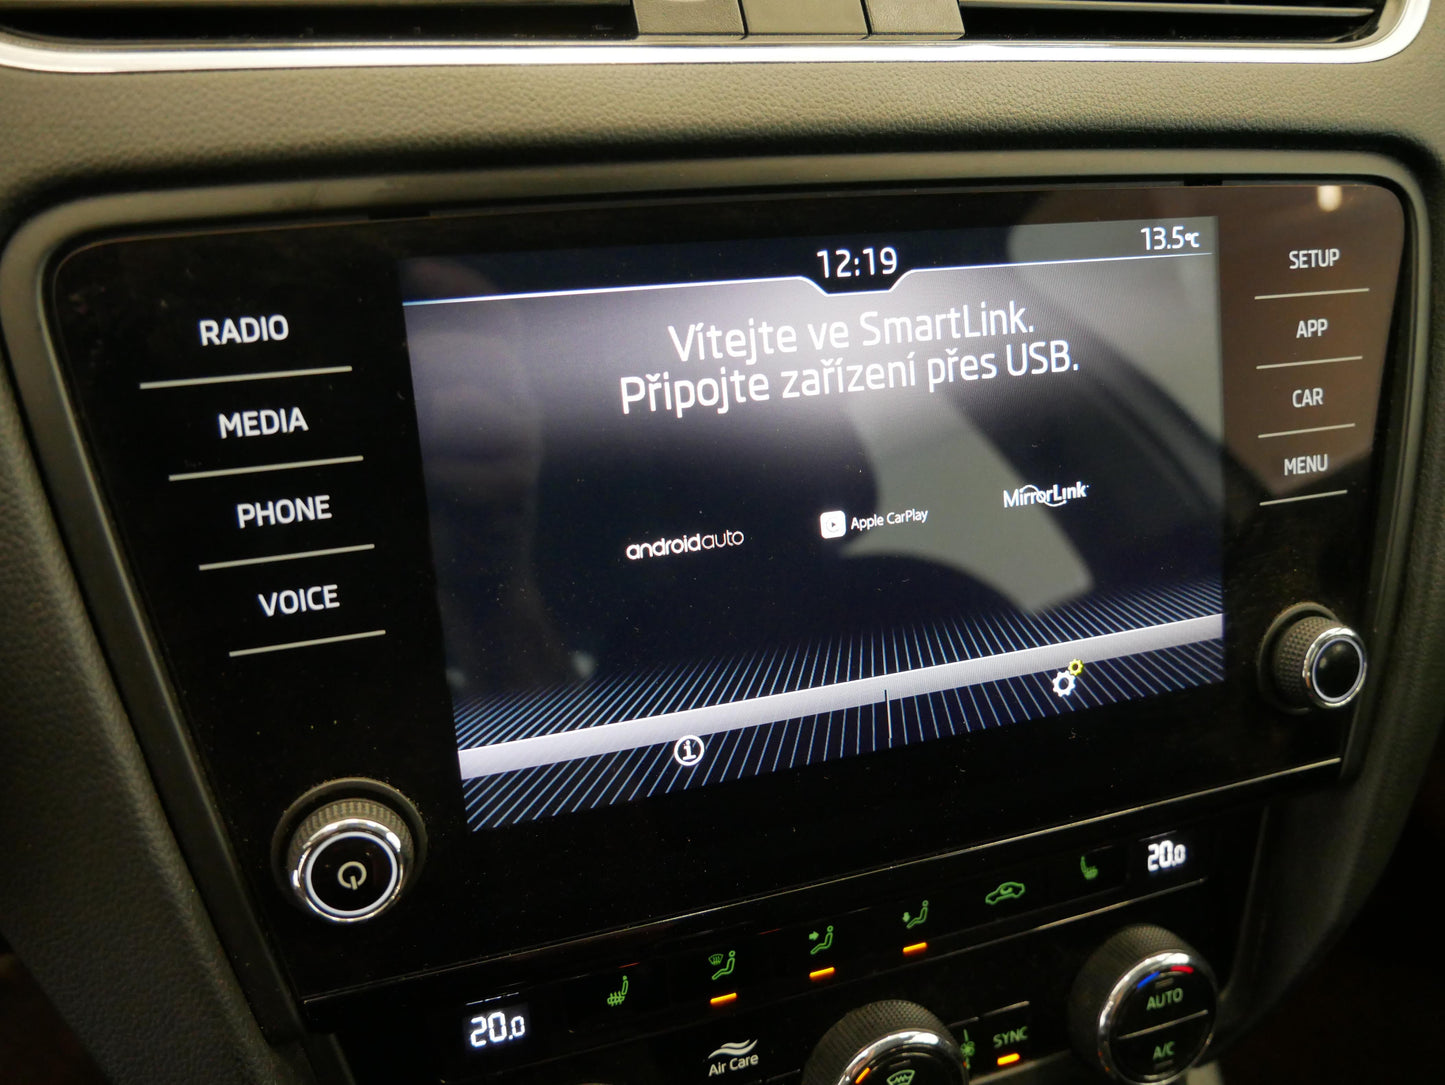 12:19
13.5°C
Vítejte ve SmartLink.
Připojte zařízení přes USB.
androidauto
Apple CarPlay
MirrorLink
RADIO
MEDIA
PHONE
VOICE
SETUP
APP
CAR
MENU
20.0
20.0
Air Care
SYNC
AUTO
A/C